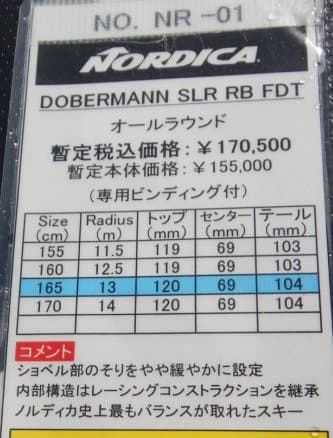 NO. NR -01
NORDICA
DOBERMANN SLR RB FDT
オールラウンド
暫定税込価格：￥170,500
暫定本体価格：￥155,000
（専用ビンディング付）
Size (cm) Radius (m) トップ (mm) センター (mm) テール (mm)
155 11.5 119 69 103
160 12.5 119 69 103
165 13 120 69 104
170 14 120 69 104
コメント
ショベル部のそりをやや緩やかに設定
内部構造はレーシングコンストラクションを継承
ノルディカ史上最もバランスが取れたスキー